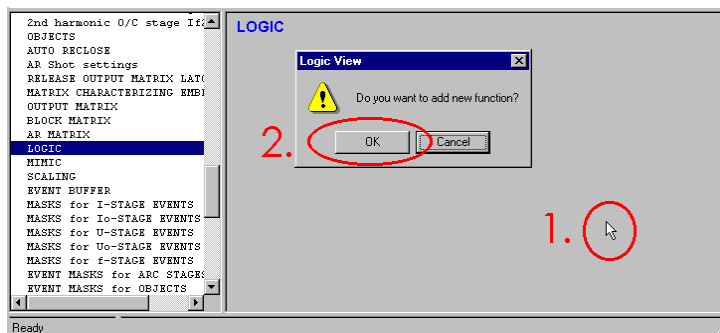 2nd harmonic O/C stage If2
OBJECTS
AUTO RECLOSE
AR Shot settings
RELEASE OUTPUT MATRIX LATC
MATRIX CHARACTERIZING EMBE
OUTPUT MATRIX
BLOCK MATRIX
AR MATRIX
LOGIC
MIMIC
SCALING
EVENT BUFFER
MASKS for I-STAGE EVENTS
MASKS for Io-STAGE EVENTS
MASKS for U-STAGE EVENTS
MASKS for Uo-STAGE EVENTS
MASKS for f-STAGE EVENTS
EVENT MASKS for ARC STAGES
EVENT MASKS for OBJECTS
LOGIC
Logic View
Do you want to add new function?
2.
OK
Cancel
1.
Ready